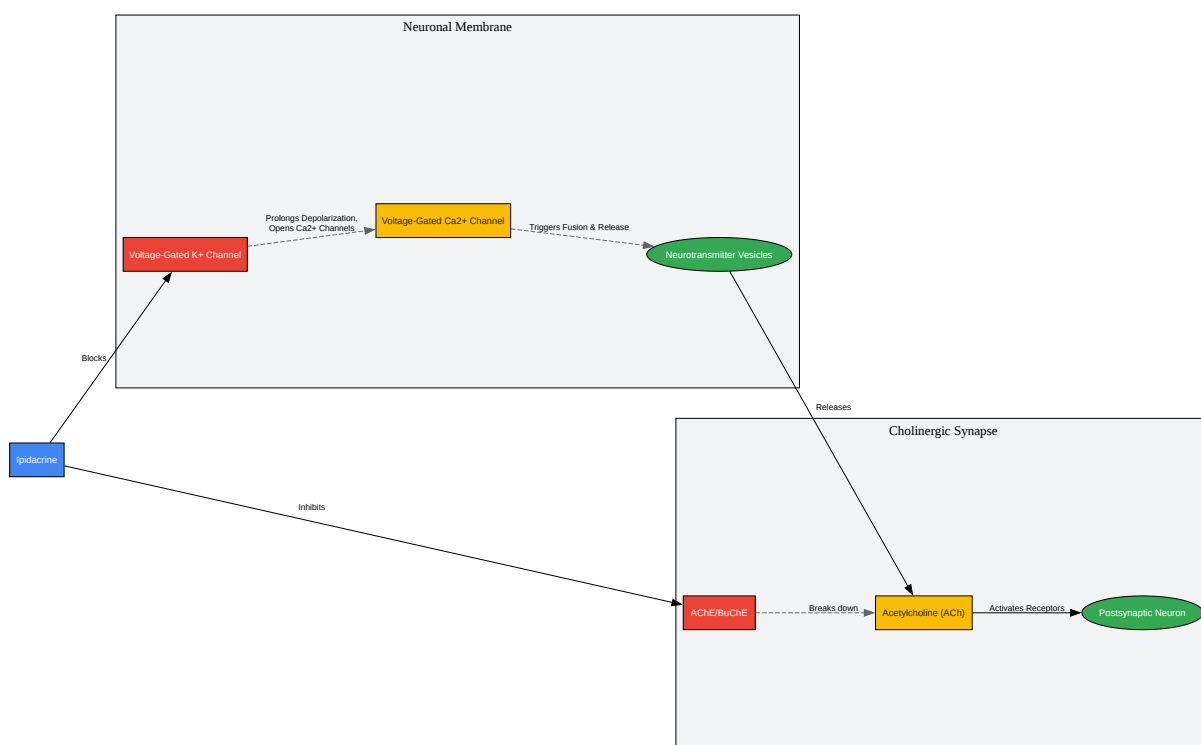 Neuronal Membrane
Prolongs Depolarization,
Opens Ca2+ Channels
Voltage-Gated Ca2+ Channel
Triggers Fusion & Release
Voltage-Gated K+ Channel
Neurotransmitter Vesicles
Blocks
Releases
Cholinergic Synapse
Ipidacrine
Inhibits
AChE/BuChE
Breaks down
Acetylcholine (ACh)
Activates Receptors
Postsynaptic Neuron